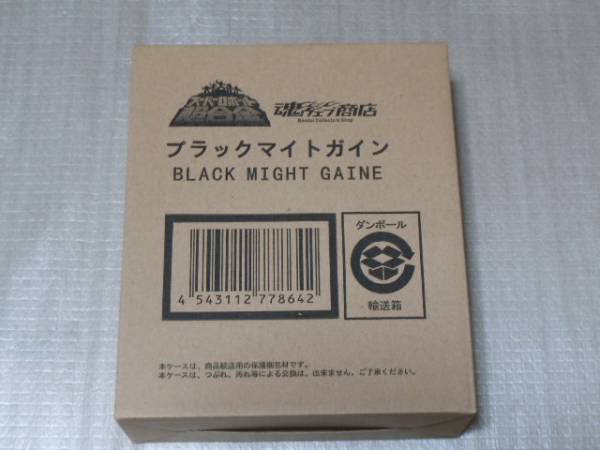 スーパーロボット
超合金
魂ウェブ商店
Bandai Collectors Shop
ブラックマイトガイン
BLACK MIGHT GAINE
4 543112 778642
ダンボール
輸送箱
本ケースは、商品輸送用の保護梱包材です。
本ケースは、つぶれ、汚れ等による交換は、出来ません。ご了承ください。